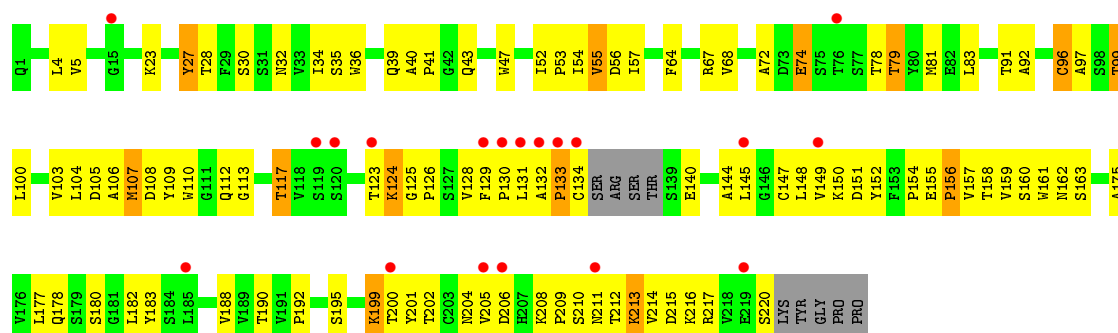 Q1 L4 V5 G15 K23 Y27 T28 F29 S30 S31 N32 V33 I34 S35 W36 Q39 A40 P41 G42 Q43 W47 I52 P53 I54 V55 D56 I57 F64 R67 V68 A72 D73 E74 S75 T76 S77 T78 T79 Y80 M81 E82 L83 T91 A92 C96 A97 S98 T99
L100 V103 L104 D105 A106 M107 D108 Y109 W110 G111 Q112 G113 T117 V118 S119 S120 T123 K124 G125 P126 S127 V128 F129 P130 L131 A132 P133 C134 SER ARG SER THR S139 E140 A144 L145 G146 C147 L148 V149 K150 D151 Y152 F153 P154 E155 P156 V157 T158 V159 S160 W161 N162 S163 A175
V176 L177 Q178 S179 S180 G181 L182 Y183 S184 L185 V188 V189 T190 V191 P192 S195 K199 T200 Y201 T202 C203 N204 V205 D206 H207 K208 P209 S210 N211 T212 K213 V214 D215 K216 R217 V218 E219 S220 LYS TYR GLY PRO PRO